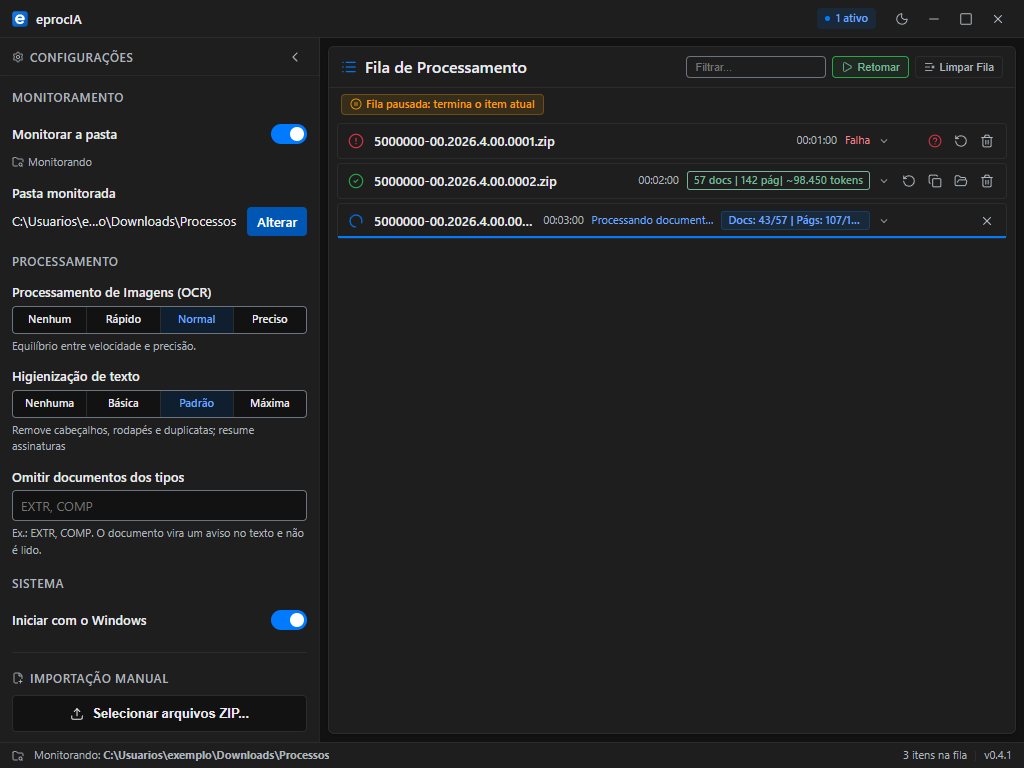 eprocIA
1 ativo
CONFIGURAÇÕES
MONITORAMENTO
Monitorar a pasta
Monitorando
Pasta monitorada
C:\Usuarios\e...o\Downloads\Processos
Alterar
PROCESSAMENTO
Processamento de Imagens (OCR)
Nenhum Rápido Normal Preciso
Equilíbrio entre velocidade e precisão.
Higienização de texto
Nenhuma Básica Padrão Máxima
Remove cabeçalhos, rodapés e duplicatas; resume
assinaturas
Omitir documentos dos tipos
EXTR, COMP
Ex.: EXTR, COMP. O documento vira um aviso no texto e não
é lido.
SISTEMA
Iniciar com o Windows
IMPORTAÇÃO MANUAL
Selecionar arquivos ZIP...
Fila de Processamento
Filtrar...
Retomar
Limpar Fila
Fila pausada: termina o item atual
5000000-00.2026.4.00.0001.zip 00:01:00 Falha
5000000-00.2026.4.00.0002.zip 00:02:00 57 docs | 142 pág| ~98.450 tokens
5000000-00.2026.4.00.00... 00:03:00 Processando document... Docs: 43/57 | Págs: 107/1...
Monitorando: C:\Usuarios\exemplo\Downloads\Processos
3 itens na fila v0.4.1